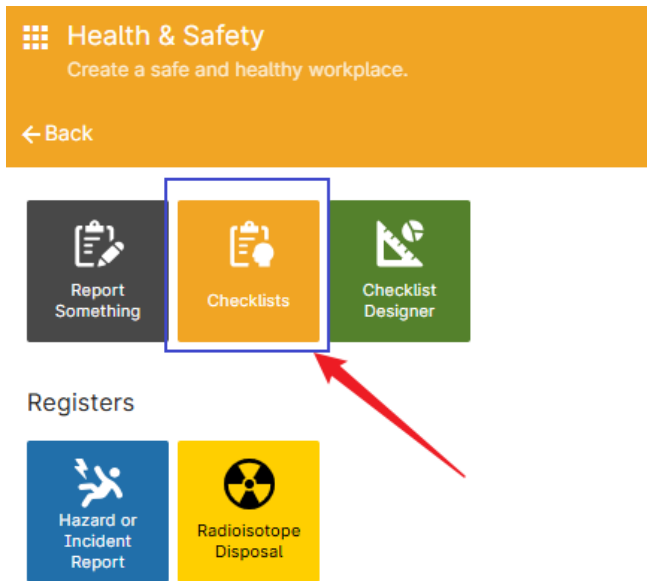 Health & Safety
Create a safe and healthy workplace.
Back
Report
Something
Checklists
Checklist
Designer
Registers
Hazard or
Incident
Report
Radioisotope
Disposal